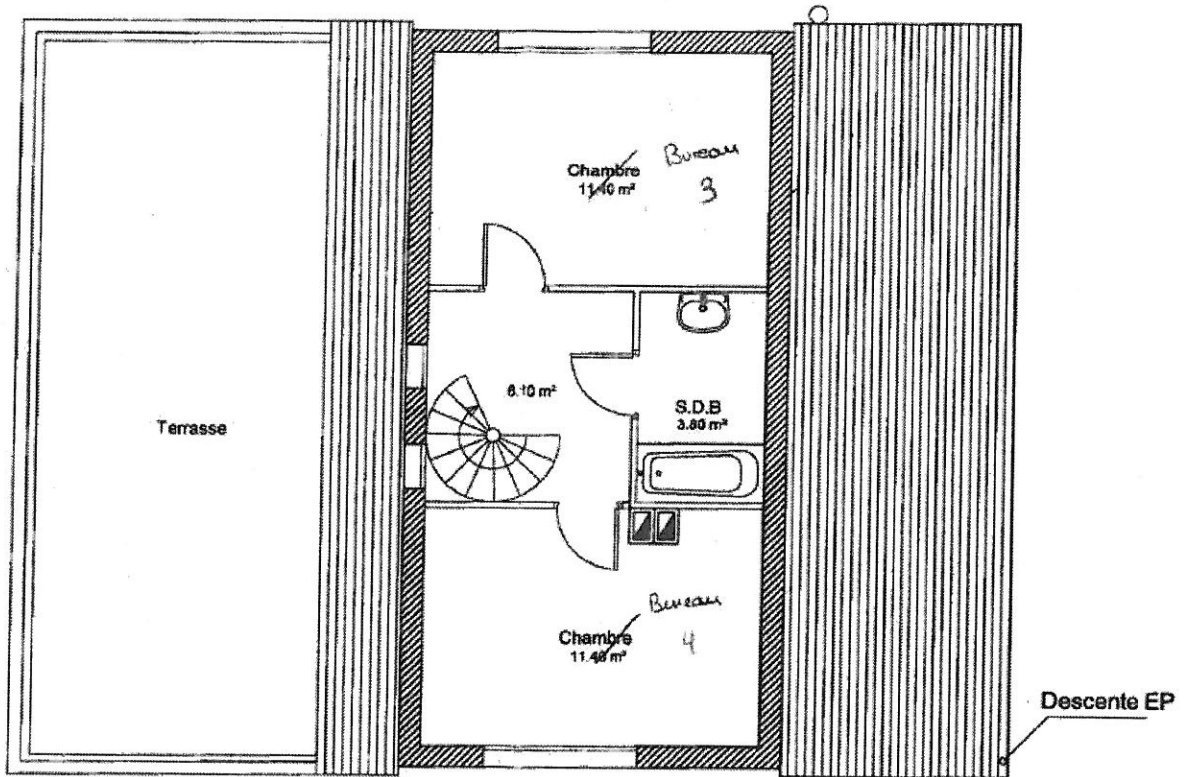 Chambre
11.40 m²
Bureau
3
6.10 m²
S.D.B
3.80 m²
Terrasse
Chambre
11.40 m²
Bureau
4
Descente EP